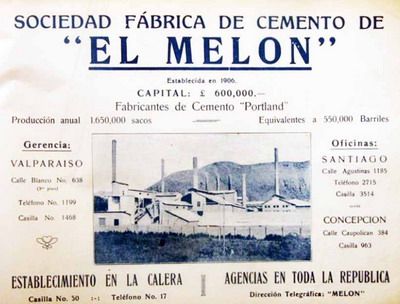 SOCIEDAD FÁBRICA DE CEMENTO DE
"EL MELON"
Establecida en 1906.
CAPITAL: £ 600,000,—
Fabricantes de Cemento "Portland"
Producción anual 1.650,000 sacos
Equivalentes a 550,000 Barriles
Gerencia:
VALPARAISO
Calle Blanco No. 638
Teléfono No. 1199
Casilla No. 1468
Oficinas:
SANTIAGO
Calle Agustinas 1185
Teléfono 2715
Casilla 3514
CONCEPCION
Calle Caupolican 384
Casilla 963
ESTABLECIMIENTO EN LA CALERA
Casilla No. 50 :-: Teléfono No. 17
AGENCIAS EN TODA LA REPUBLICA
Dirección Telegráfica: "MELON"